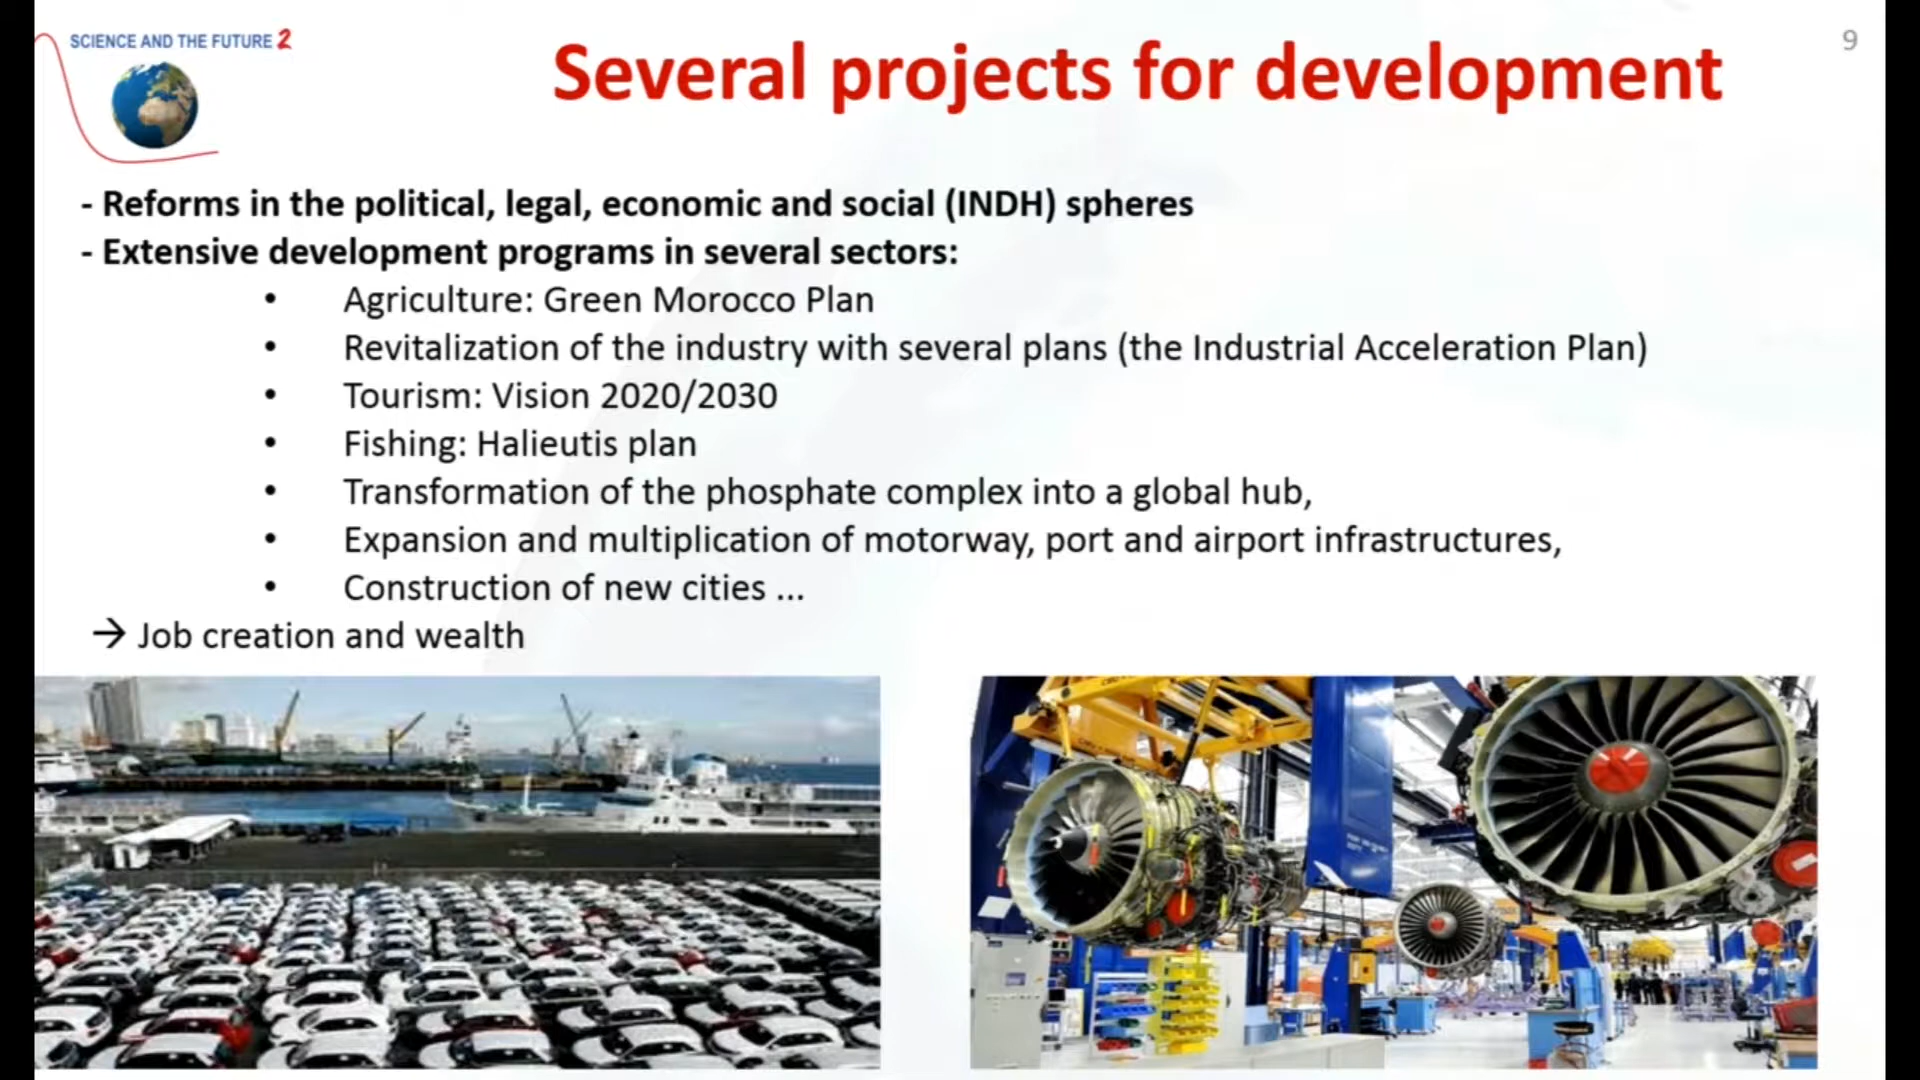 SCIENCE AND THE FUTURE 2
Several projects for development
9
- Reforms in the political, legal, economic and social (INDH) spheres
- Extensive development programs in several sectors:
• Agriculture: Green Morocco Plan
• Revitalization of the industry with several plans (the Industrial Acceleration Plan)
• Tourism: Vision 2020/2030
• Fishing: Halieutis plan
• Transformation of the phosphate complex into a global hub,
• Expansion and multiplication of motorway, port and airport infrastructures,
• Construction of new cities ...
→ Job creation and wealth